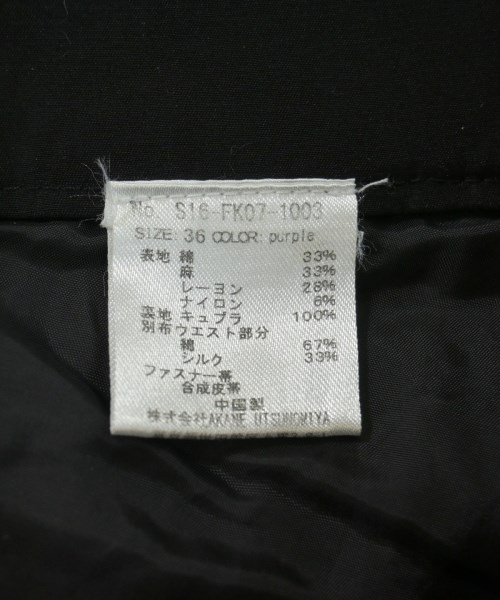 No. S16-FK07-1003
SIZE: 36 COLOR: purple
表地 綿 33%
麻 33%
レーヨン 28%
ナイロン 6%
裏地 キュプラ 100%
別布ウエスト部分
綿 67%
シルク 33%
ファスナー帯
合成皮帯
中国製
株式会社AKANE UTSUNOMIYA